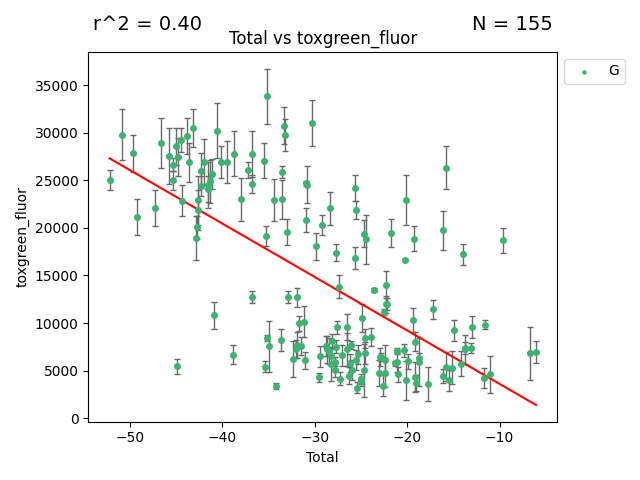 r^2 = 0.40 N = 155
Total vs toxgreen_fluor
G
35000
30000
25000
20000
15000
10000
5000
0
toxgreen_fluor
−50 −40 −30 −20 −10
Total